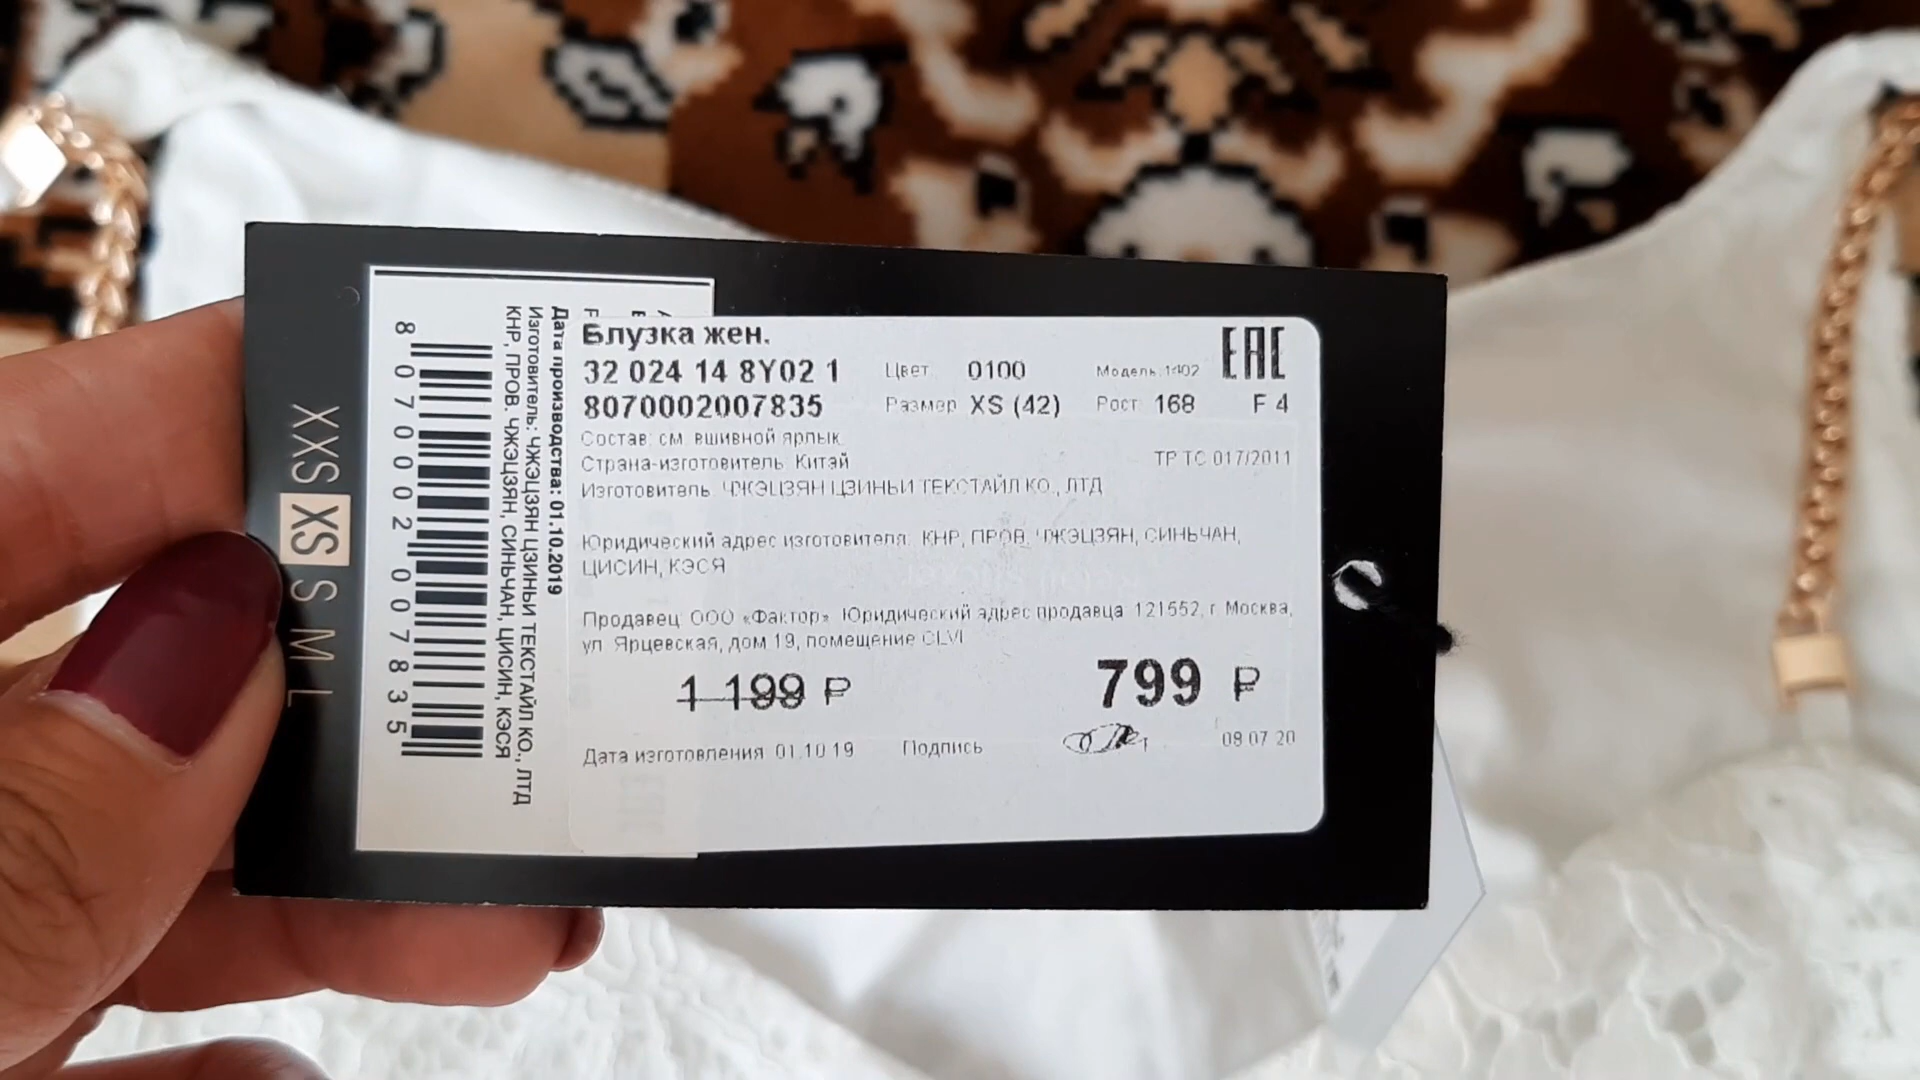 XXS XS S M L
8 070002 007835
Дата производства: 01.10.2019
Изготовитель: ЧЖЭЦЗЯН ЦЗИНЬИ ТЕКСТАЙЛ КО., ЛТД
КНР, ПРОВ. ЧЖЭЦЗЯН, СИНЬЧАН, ЦИСИН, КЭСЯ
Блузка жен.
32 024 14 8Y02 1 Цвет 0100 Модель 1402 EAC
8070002007835 Размер XS (42) Рост 168 F 4
Состав: см. вшивной ярлык
Страна-изготовитель: Китай ТР ТС 017/2011
Изготовитель: ЧЖЭЦЗЯН ЦЗИНЬИ ТЕКСТАЙЛ КО., ЛТД
Юридический адрес изготовителя: КНР, ПРОВ. ЧЖЭЦЗЯН, СИНЬЧАН,
ЦИСИН, КЭСЯ
Продавец: ООО «Фактор» Юридический адрес продавца 121552, г. Москва,
ул. Ярцевская, дом 19, помещение CLVI
1 199 ₽ 799 ₽
Дата изготовления 01.10.19 Подпись 08.07.20